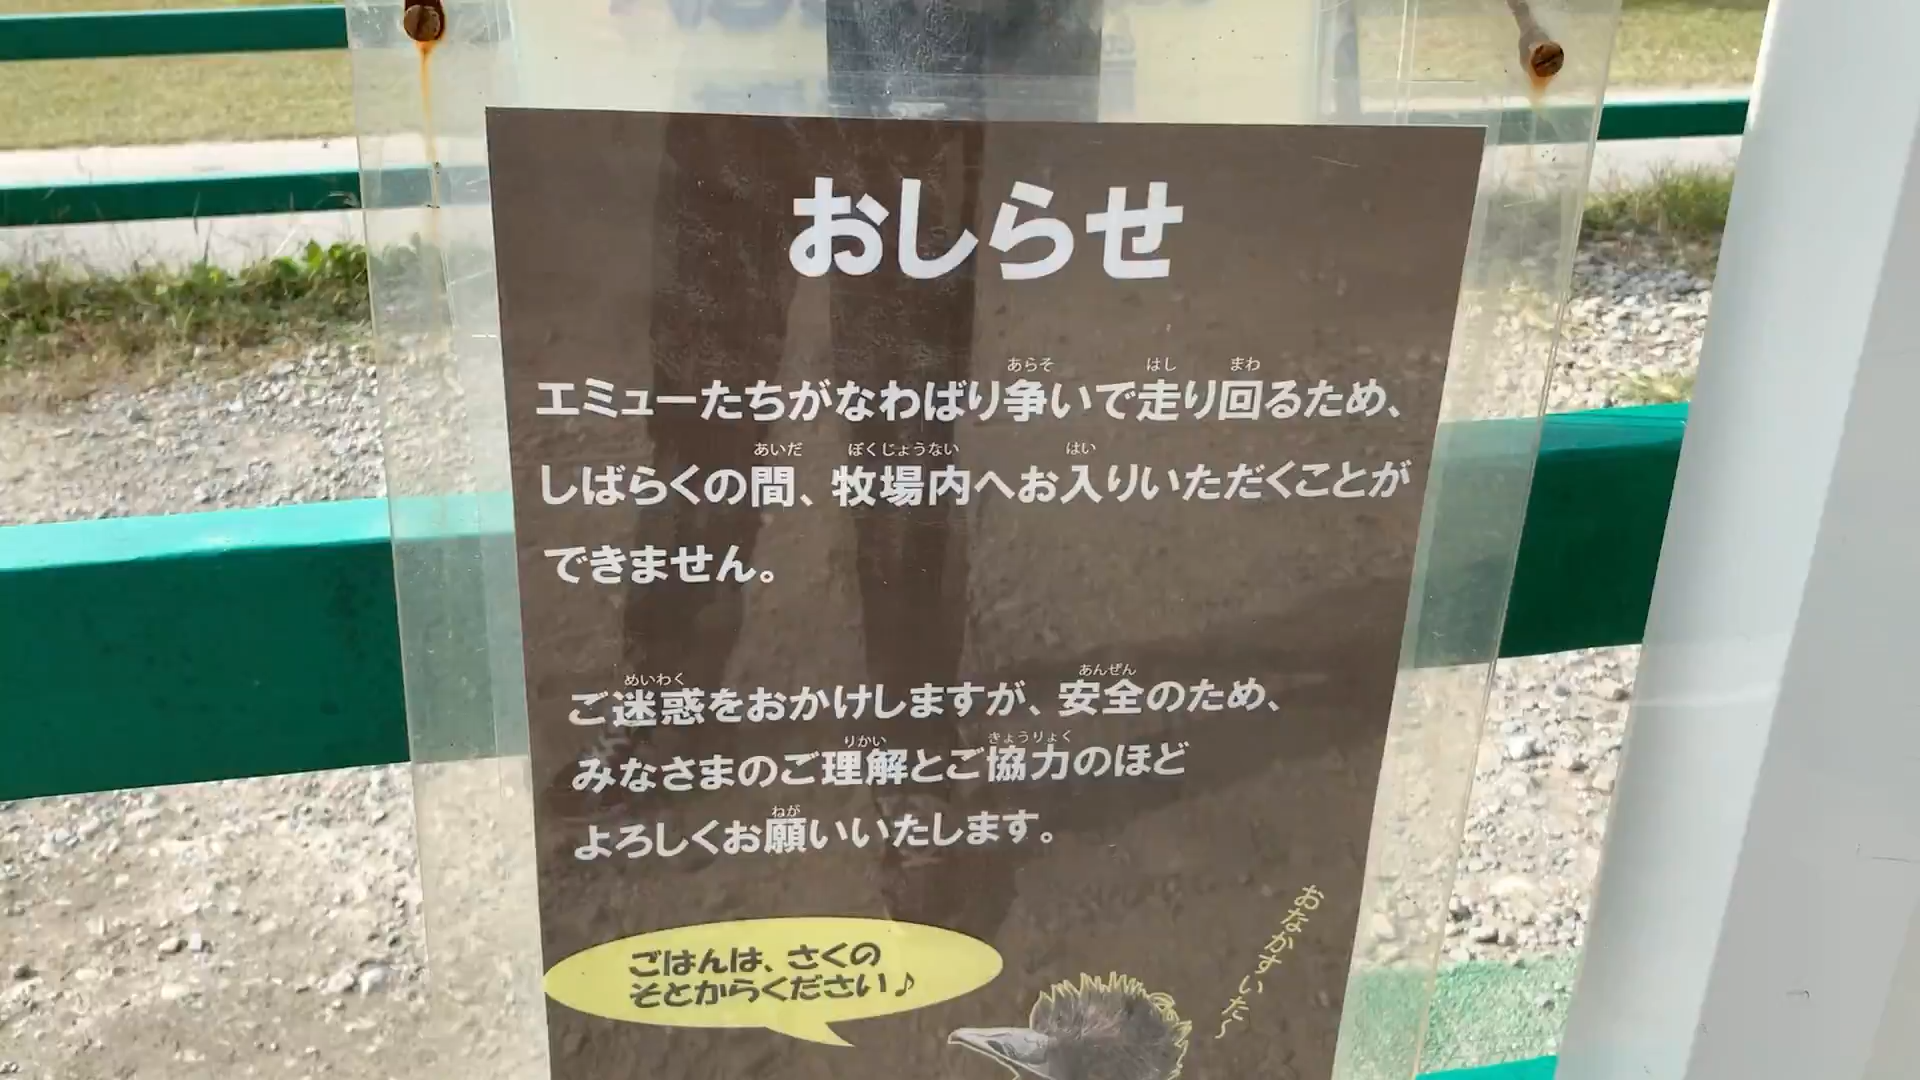 おしらせ
エミューたちがなわばり争いで走り回るため、
しばらくの間、牧場内へお入りいただくことが
できません。
ご迷惑をおかけしますが、安全のため、
みなさまのご理解とご協力のほど
よろしくお願いいたします。
ごはんは、さくの
そとからください♪
おなかすいた〜